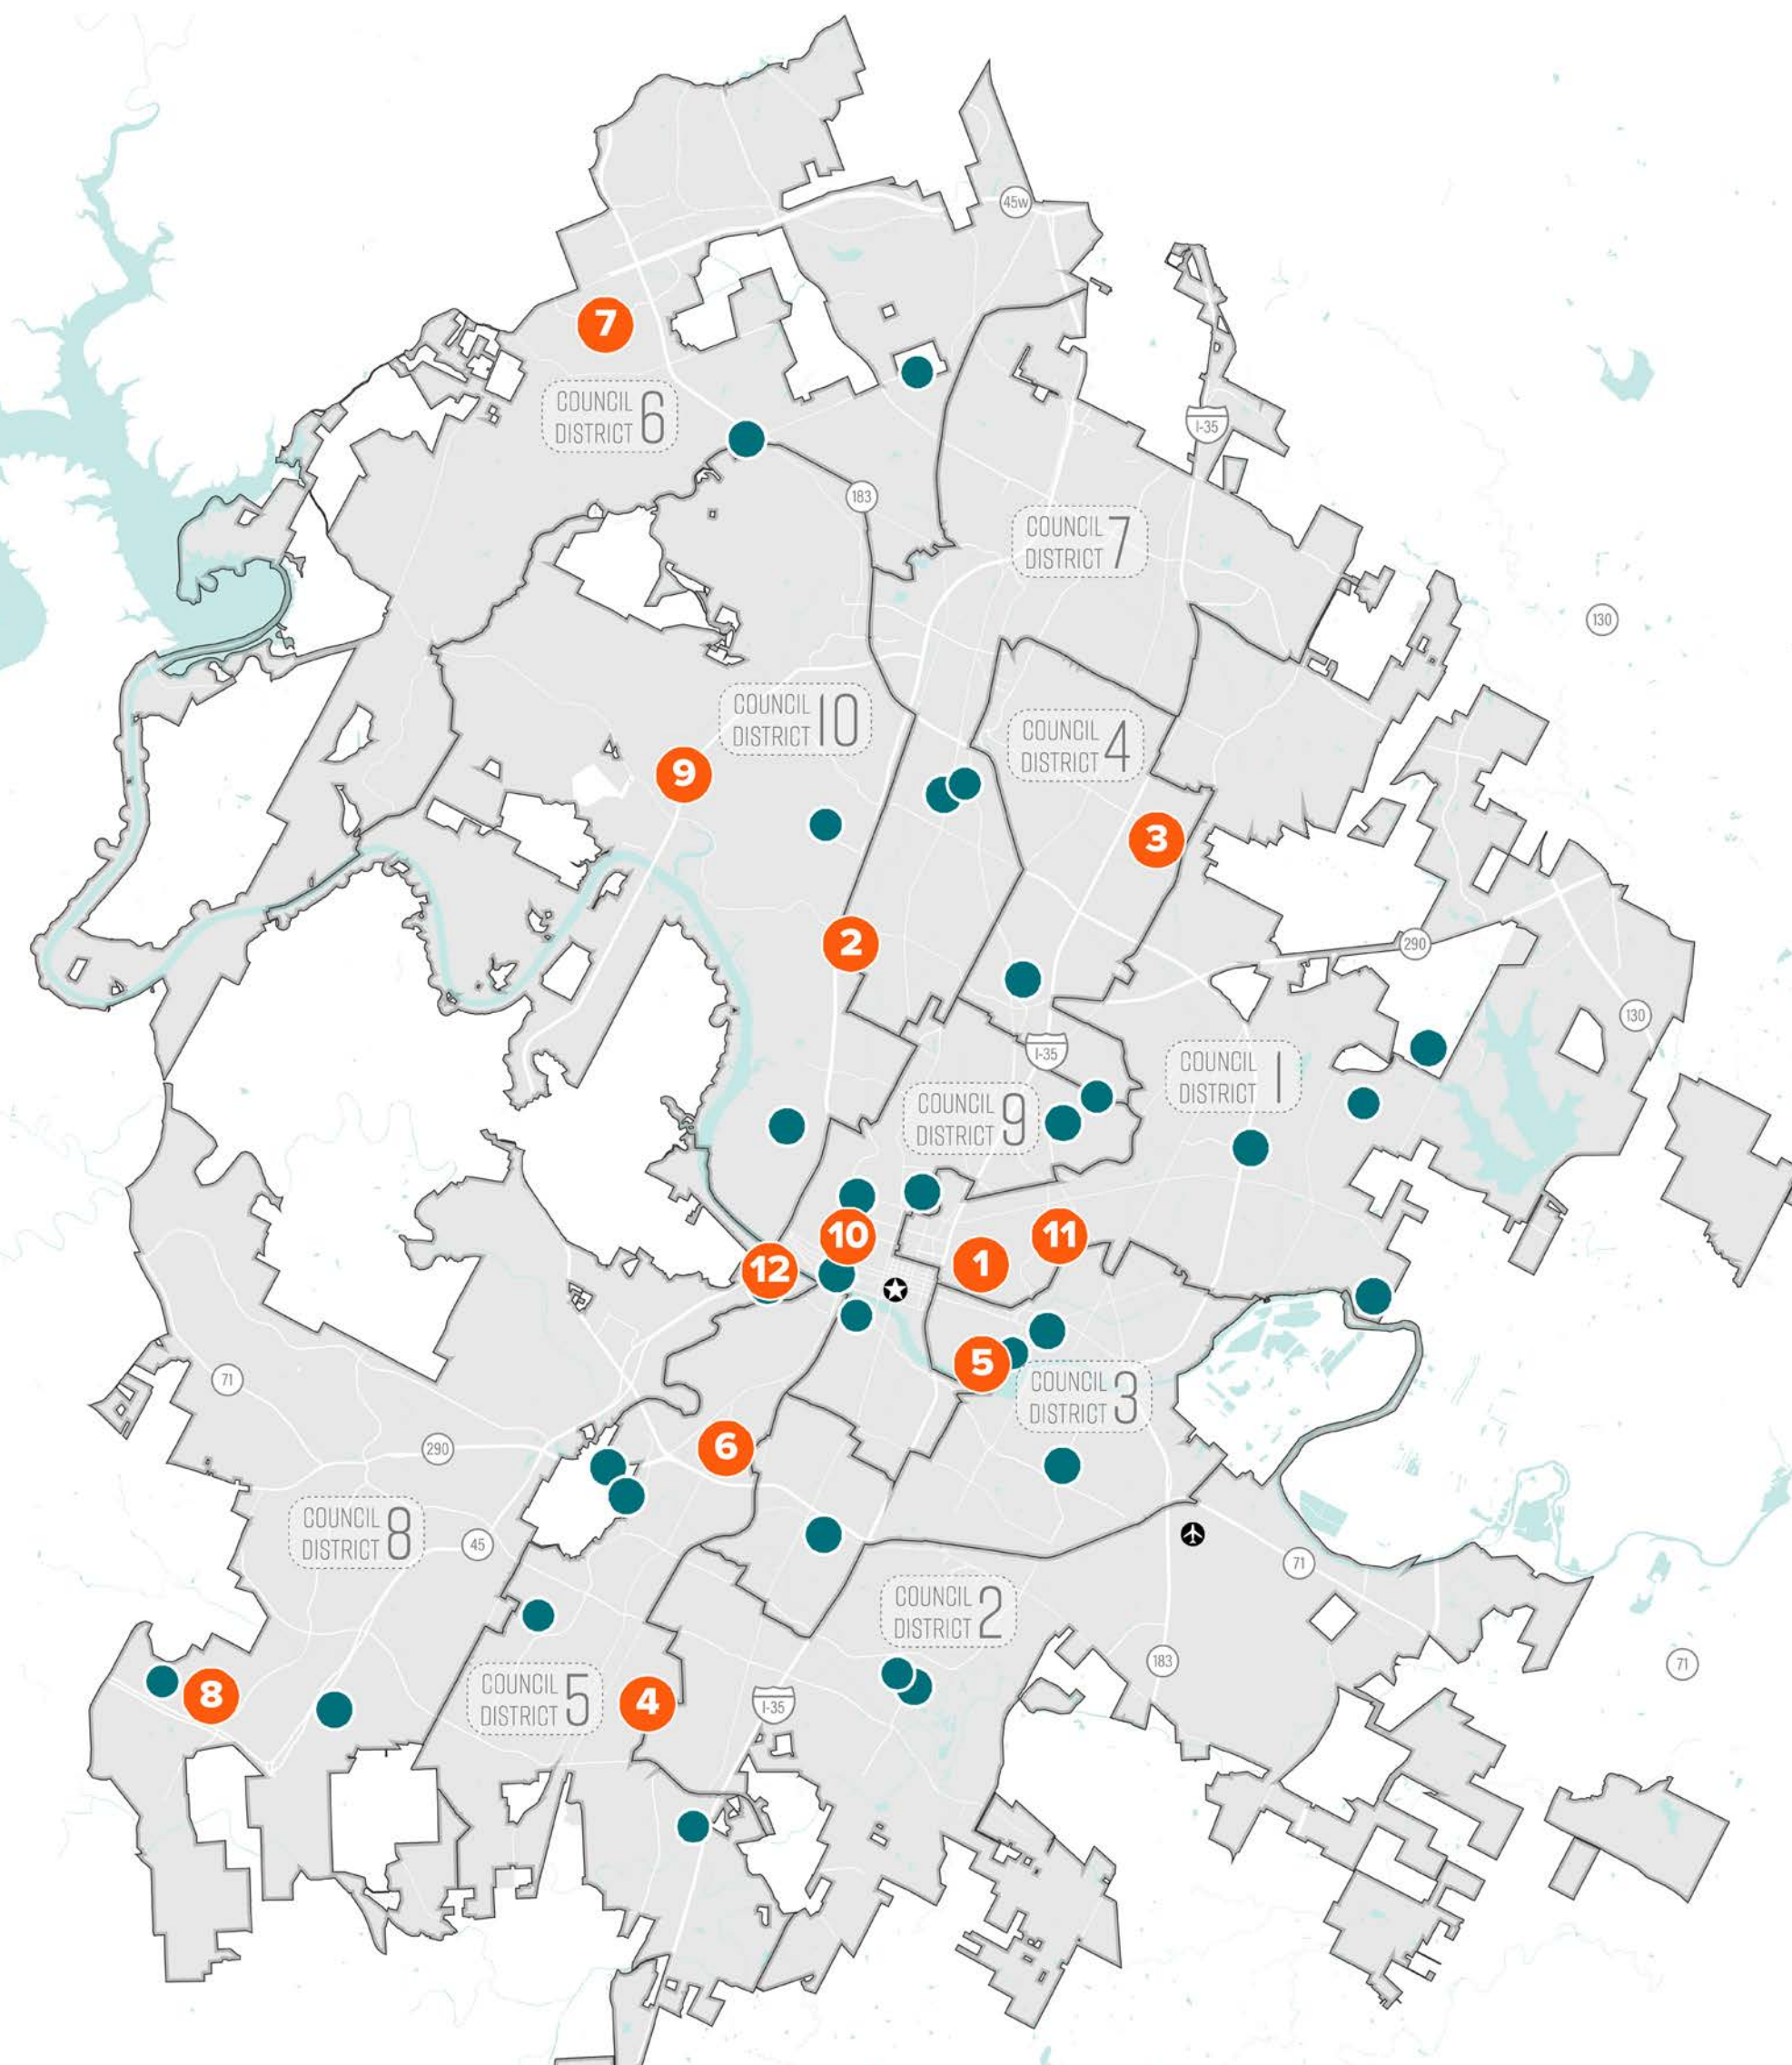 45w
7
COUNCIL
DISTRICT 6
I-35
183
COUNCIL
DISTRICT 7
130
COUNCIL
DISTRICT 10
COUNCIL
DISTRICT 4
9
3
2
290
130
I-35
COUNCIL
DISTRICT 1
COUNCIL
DISTRICT 9
10
11
12
1
5
71
COUNCIL
DISTRICT 3
6
290
COUNCIL
DISTRICT 8
45
71
COUNCIL
DISTRICT 2
183
71
8
COUNCIL
DISTRICT 5
4
I-35